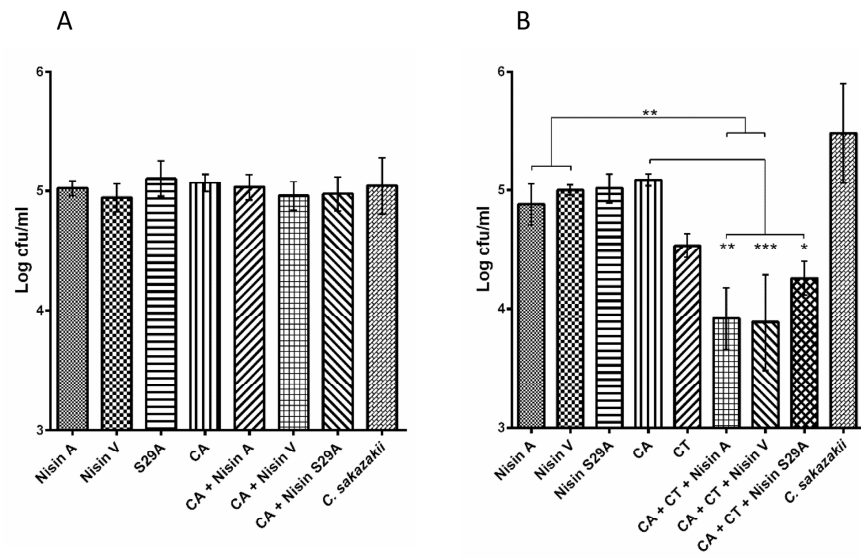 A
6
5
4
3
Log cfu/ml
Nisin A
Nisin V
S29A
CA
CA + Nisin A
CA + Nisin V
CA + Nisin S29A
C. sakazakii
B
6
5
4
3
Log cfu/ml
**
**
***
*
Nisin A
Nisin V
Nisin S29A
CA
CT
CA + CT + Nisin A
CA + CT + Nisin V
CA + CT + Nisin S29A
C. sakazakii